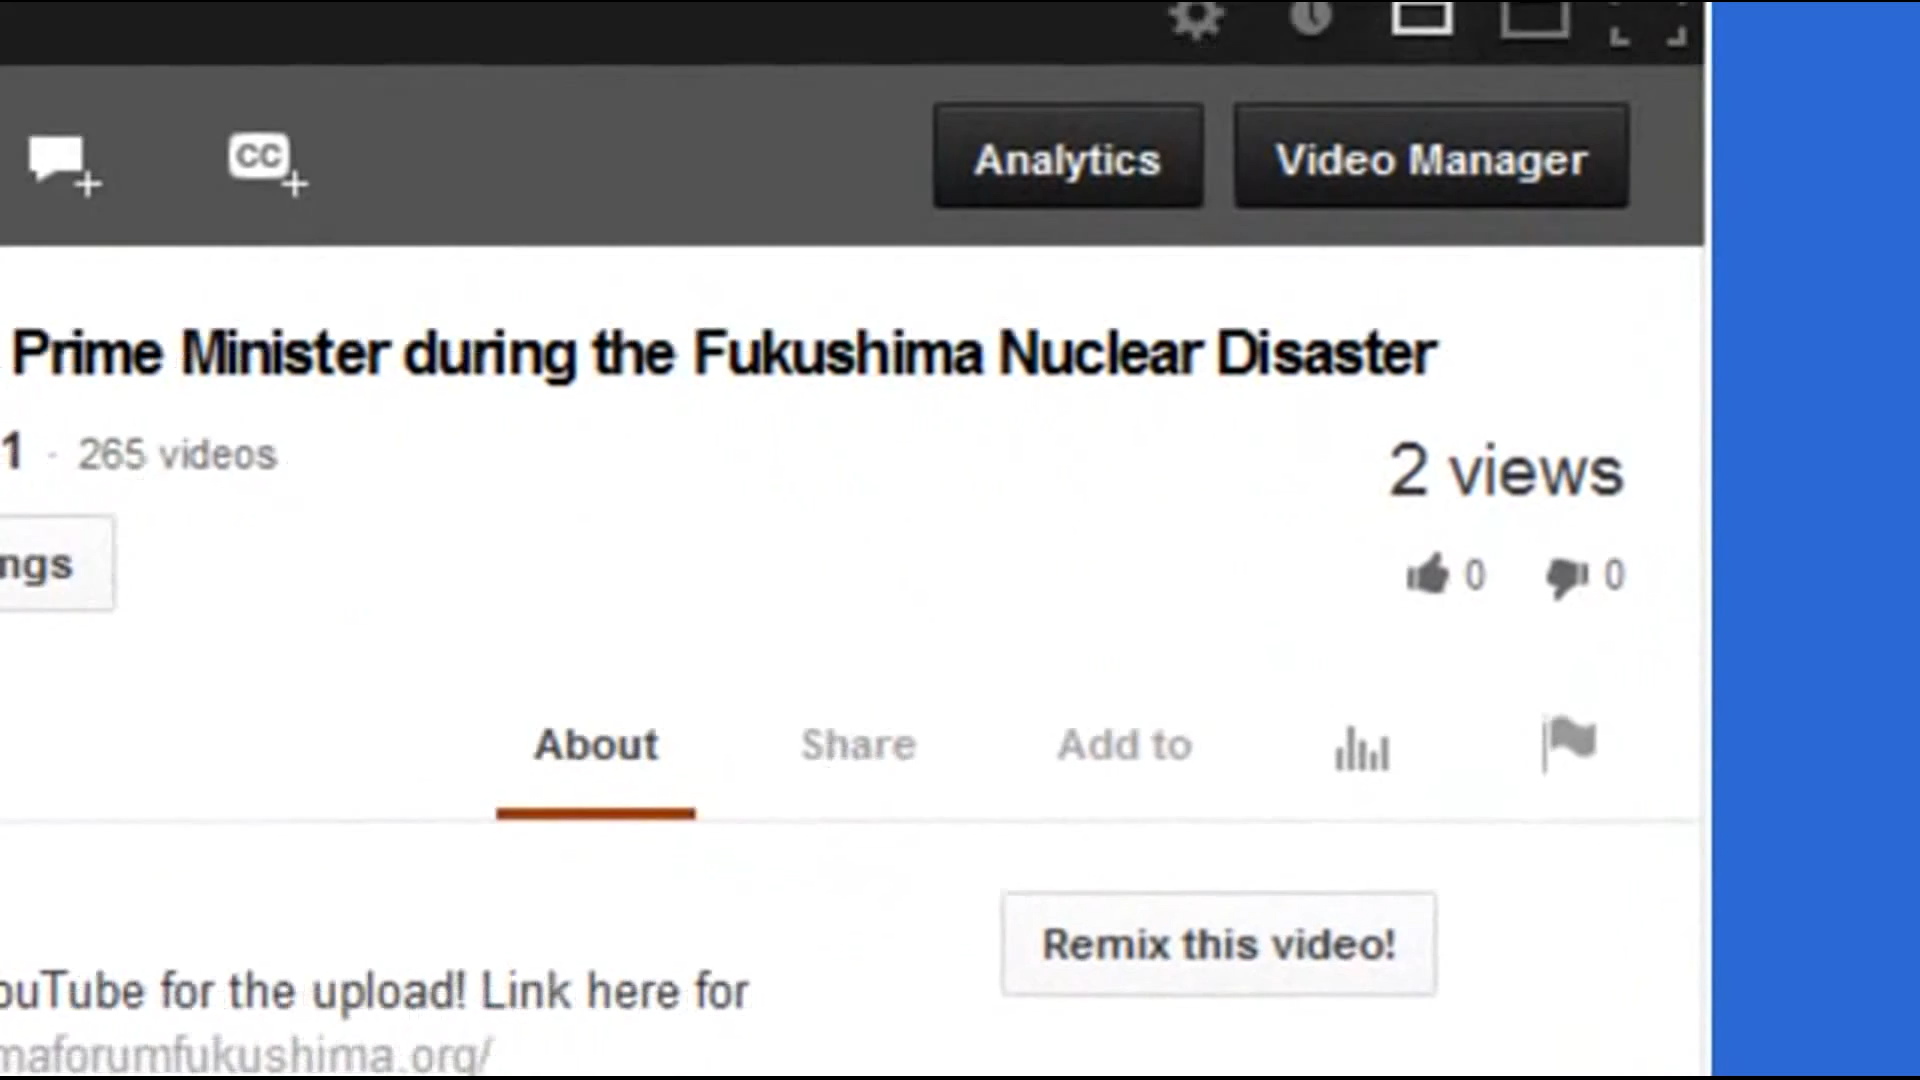 CC
Analytics Video Manager
Prime Minister during the Fukushima Nuclear Disaster
1 · 265 videos
2 views
ngs
0 0
About Share Add to
Remix this video!
ouTube for the upload! Link here for
maforumfukushima.org/